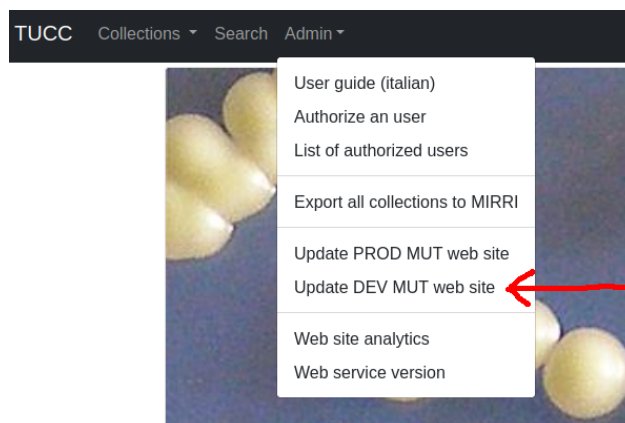 TUCC Collections Search Admin
User guide (italian)
Authorize an user
List of authorized users
Export all collections to MIRRI
Update PROD MUT web site
Update DEV MUT web site
Web site analytics
Web service version